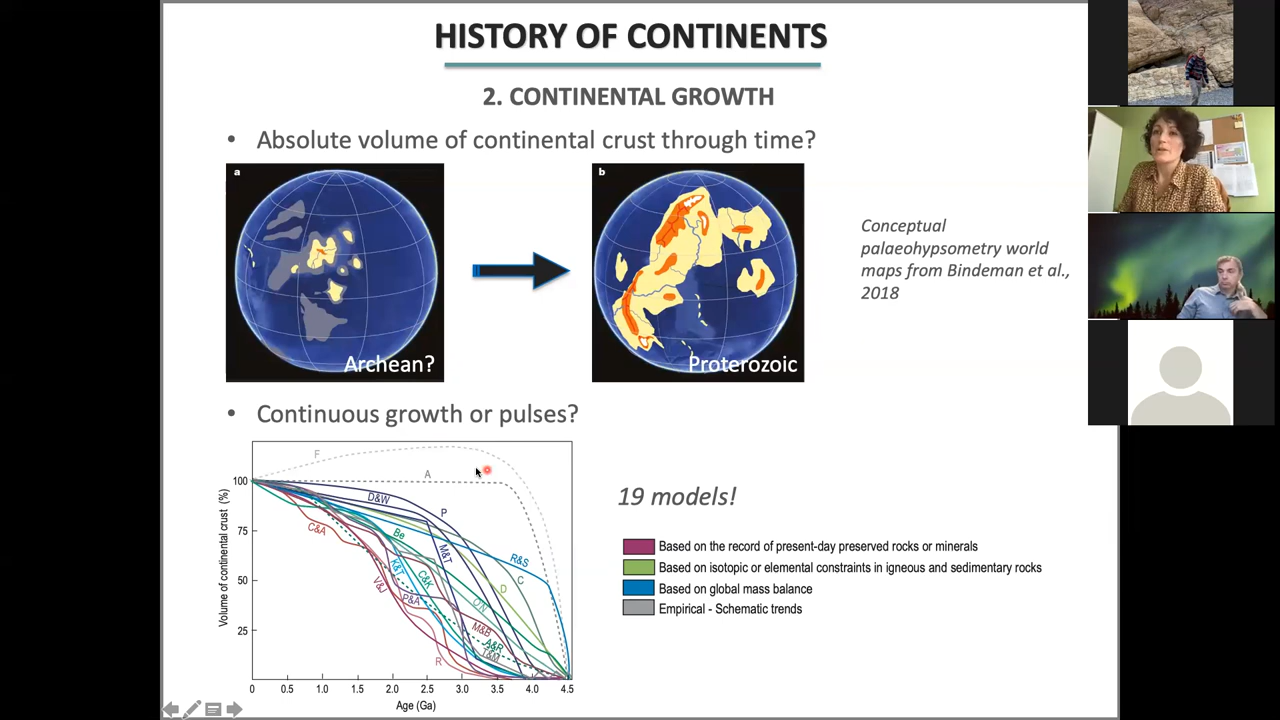 HISTORY OF CONTINENTS
2. CONTINENTAL GROWTH
• Absolute volume of continental crust through time?
a
Archean?
b
Proterozoic
Conceptual
palaeohypsometry world
maps from Bindeman et al.,
2018
• Continuous growth or pulses?
Volume of continental crust (%)
100
75
50
25
F
A
D&W
P
C&A
Be
M&T
R&S
K&T
C&K
C
D
V&J
P&A
ON
M&B
A&R
T&M
R
0 0.5 1.0 1.5 2.0 2.5 3.0 3.5 4.0 4.5
Age (Ga)
19 models!
Based on the record of present-day preserved rocks or minerals
Based on isotopic or elemental constraints in igneous and sedimentary rocks
Based on global mass balance
Empirical - Schematic trends